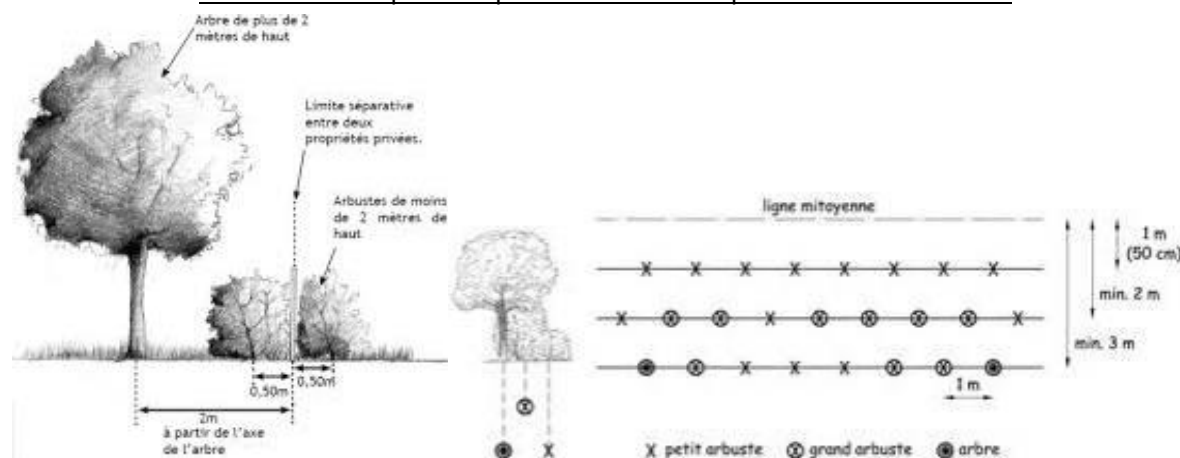 Arbre de plus de 2
mètres de haut
Limite séparative
entre deux
propriétés privées.
Arbustes de moins
de 2 mètres de
haut
0,50m
0,50m
2m
à partir de l'axe
de l'arbre
ligne mitoyenne
1 m
(50 cm)
min. 2 m
min. 3 m
1 m
petit arbuste
grand arbuste
arbre